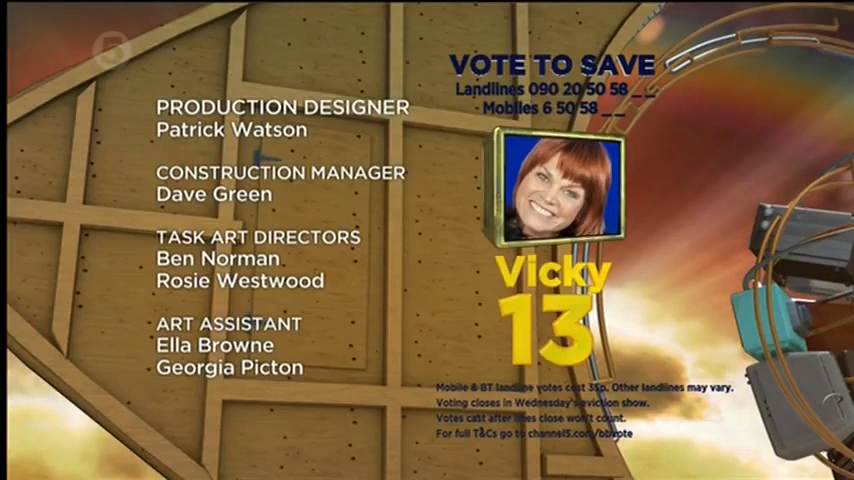 5
PRODUCTION DESIGNER
Patrick Watson
CONSTRUCTION MANAGER
Dave Green
TASK ART DIRECTORS
Ben Norman
Rosie Westwood
ART ASSISTANT
Ella Browne
Georgia Picton
VOTE TO SAVE
Landlines 090 20 50 58 _ _
Mobiles 6 50 58 _ _
Vicky
13
Mobile & BT landline votes cost 35p. Other landlines may vary.
Voting closes in Wednesday's eviction show.
Votes cast after lines close won't count.
For full T&Cs go to channel5.com/bbvote